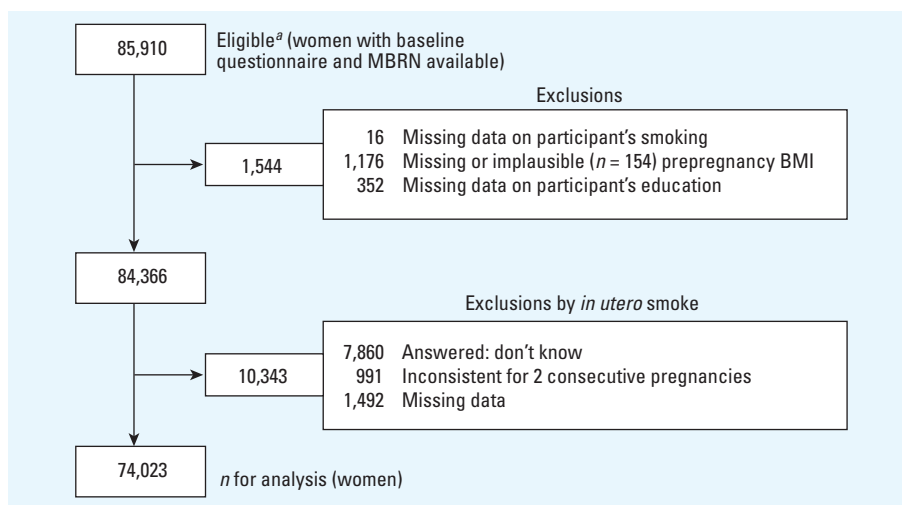 85,910
Eligibleᵃ (women with baseline
questionnaire and MBRN available)
Exclusions
1,544
16 Missing data on participant's smoking
1,176 Missing or implausible (n = 154) prepregnancy BMI
352 Missing data on participant's education
84,366
Exclusions by in utero smoke
10,343
7,860 Answered: don't know
991 Inconsistent for 2 consecutive pregnancies
1,492 Missing data
74,023
n for analysis (women)